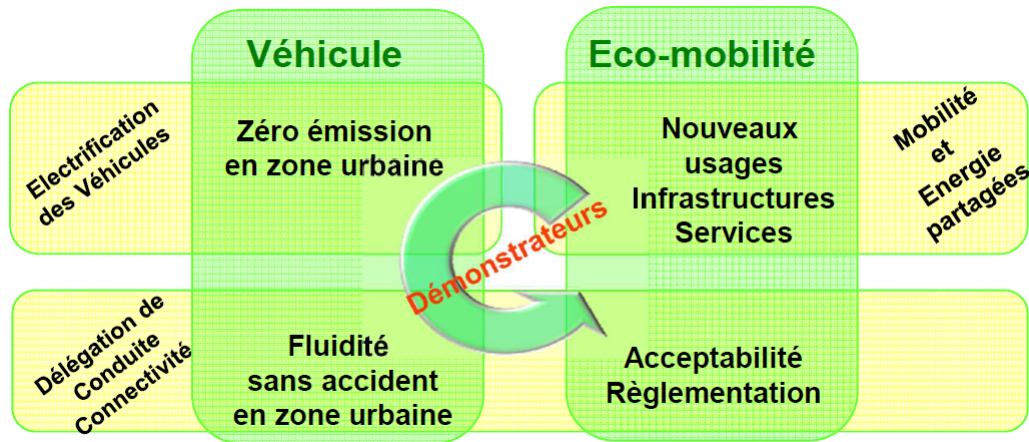 Véhicule
Eco-mobilité
Electrification
des Véhicules
Zéro émission
en zone urbaine
Nouveaux
usages
Infrastructures
Services
Mobilité
et
Energie
partagées
Démonstrateurs
Délégation de
Conduite
Connectivité
Fluidité
sans accident
en zone urbaine
Acceptabilité
Règlementation